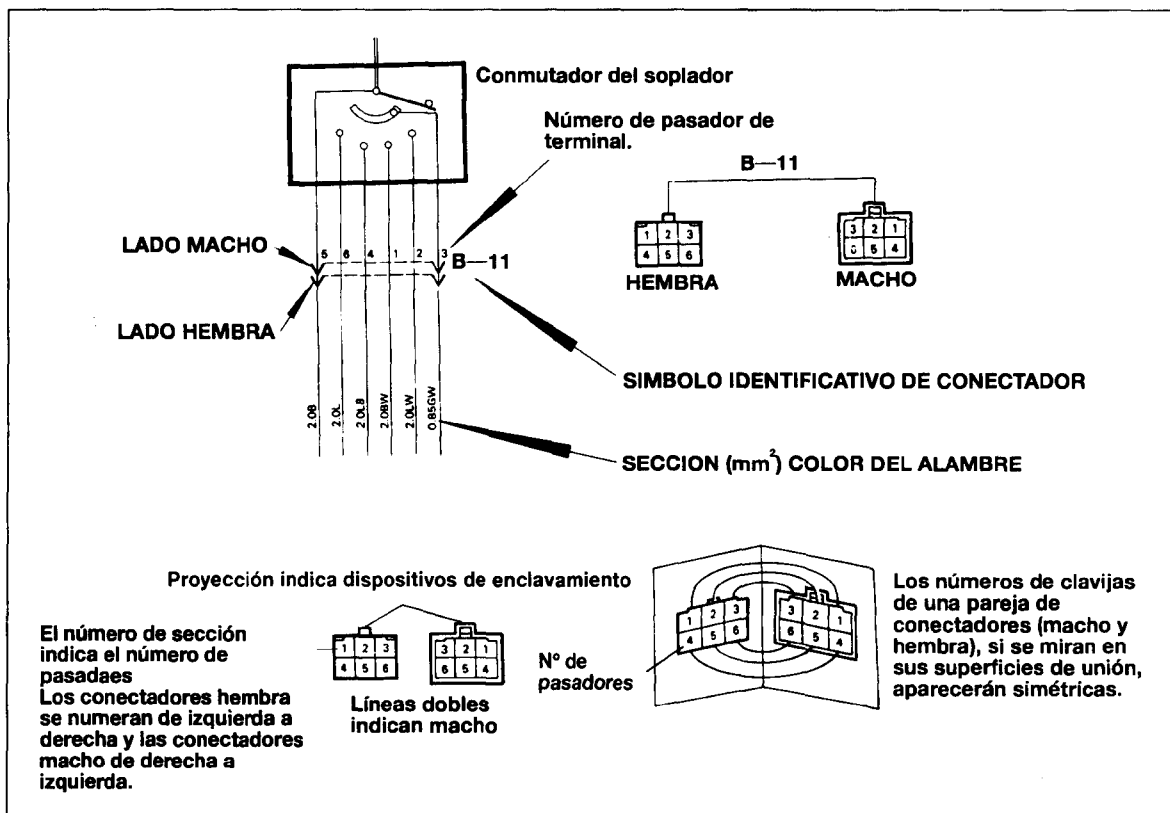 Conmutador del soplador
Número de pasador de
terminal.
B—11
1 2 3
4 5 6
HEMBRA
3 2 1
5 4
MACHO
LADO MACHO
5 6 4 1 2 3 B—11
LADO HEMBRA
SIMBOLO IDENTIFICATIVO DE CONECTADOR
2.0B 2.0L 2.0LB 2.0BW 2.0LW 0.85GW
SECCION (mm²) COLOR DEL ALAMBRE
Proyección indica dispositivos de enclavamiento
El número de sección
indica el número de
pasadaes
Los conectadores hembra
se numeran de izquierda a
derecha y las conectadores
macho de derecha a
izquierda.
1 2 3
4 5 6
3 2 1
6 5 4
Líneas dobles
indican macho
Nº de
pasadores
1 2 3
4 5 6
3 2 1
6 5 4
Los números de clavijas
de una pareja de
conectadores (macho y
hembra), si se miran en
sus superficies de unión,
aparecerán simétricas.